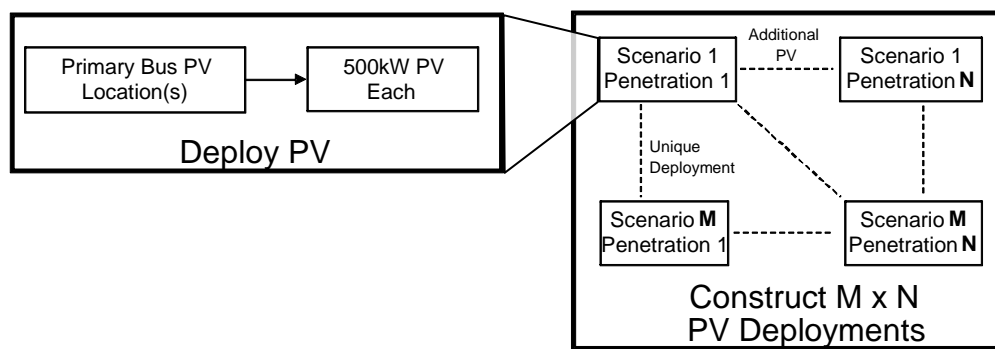 Primary Bus PV
Location(s)
500kW PV
Each
Deploy PV
Scenario 1
Penetration 1
Additional
PV
Scenario 1
Penetration N
Unique
Deployment
Scenario M
Penetration 1
Scenario M
Penetration N
Construct M x N
PV Deployments